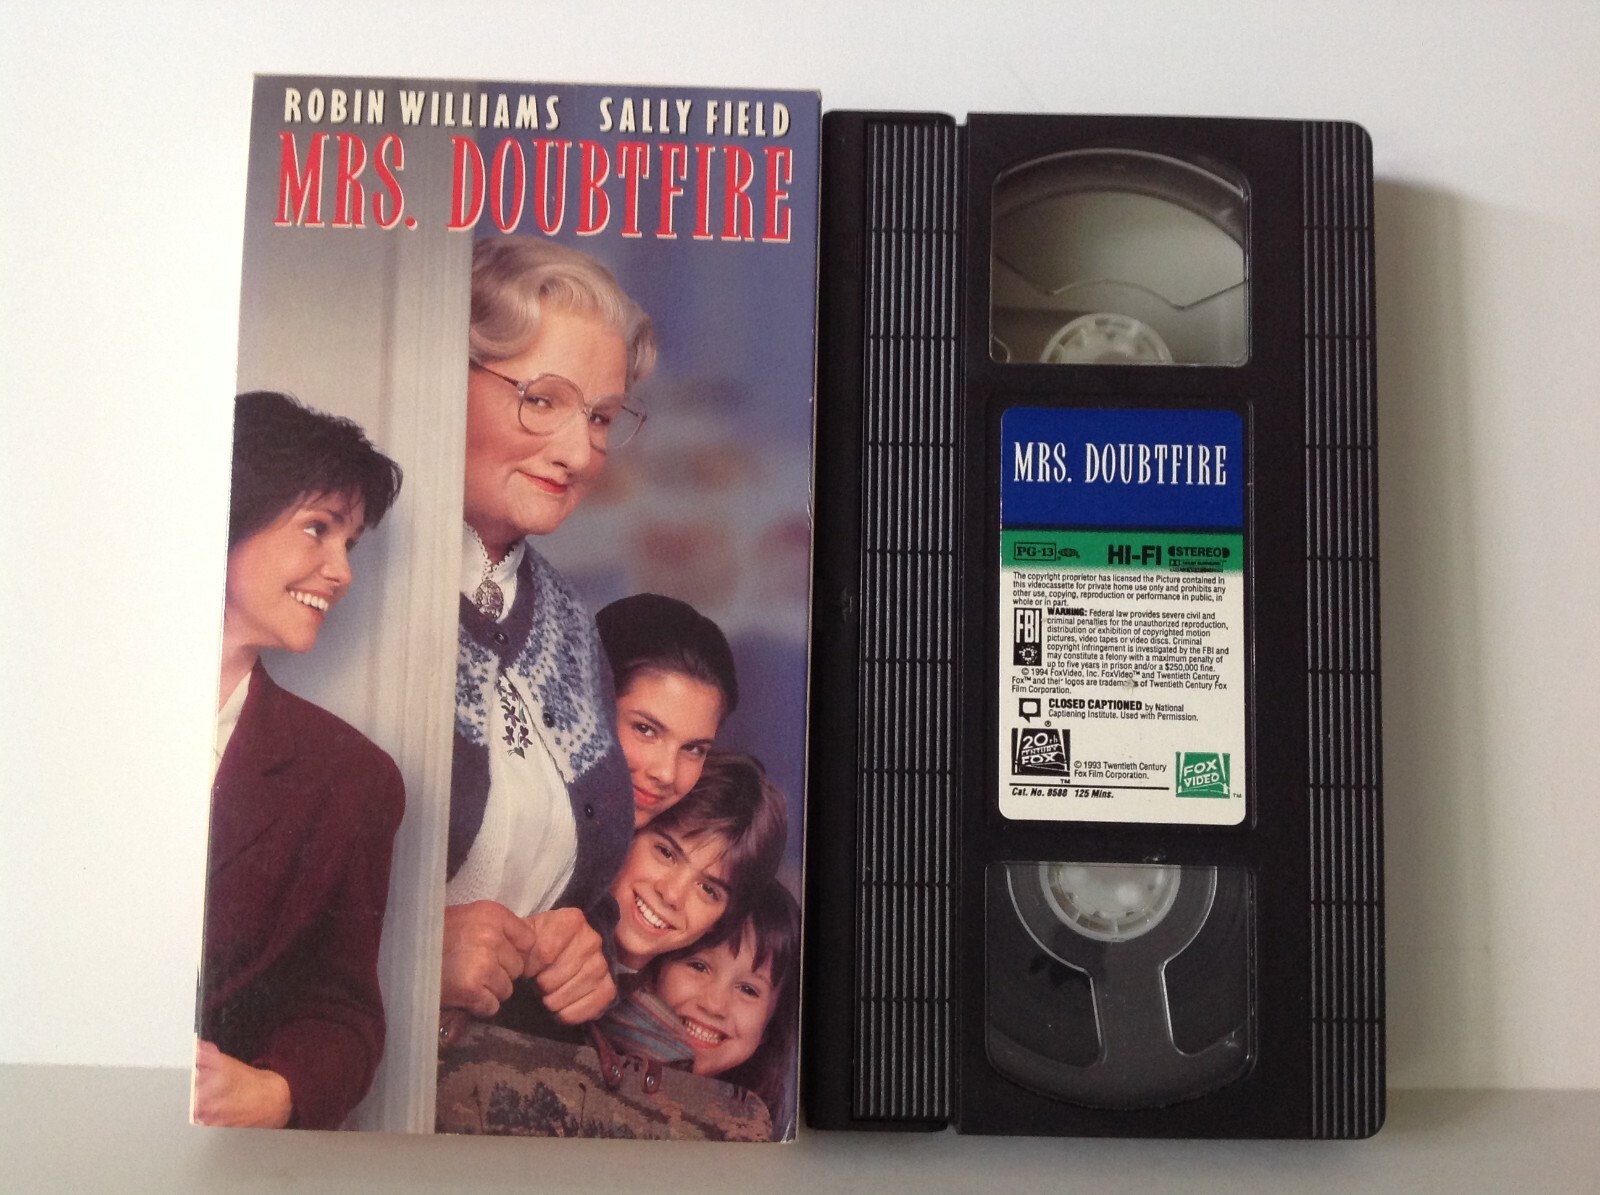 ROBIN WILLIAMS SALLY FIELD
MRS. DOUBTFIRE
MRS. DOUBTFIRE
PG-13 HI-FI STEREO
The copyright proprietor has licensed the Picture contained in
this videocassette for private home use only and prohibits any
other use, copying, reproduction or performance in public, in
whole or in part.
FBI
WARNING: Federal law provides severe civil and
criminal penalties for the unauthorized reproduction,
distribution or exhibition of copyrighted motion
pictures, video tapes or video discs. Criminal
copyright infringement is investigated by the FBI and
may constitute a felony with a maximum penalty of
up to five years in prison and/or a $250,000 fine.
© 1994 FoxVideo, Inc. FoxVideo™ and Twentieth Century
Fox™ and their logos are trademarks of Twentieth Century Fox
Film Corporation.
CLOSED CAPTIONED by National
Captioning Institute. Used with Permission.
®
20th
CENTURY
FOX
TM
© 1993 Twentieth Century
Fox Film Corporation.
FOX
VIDEO
TM
Cat. No. 8588 125 Mins.